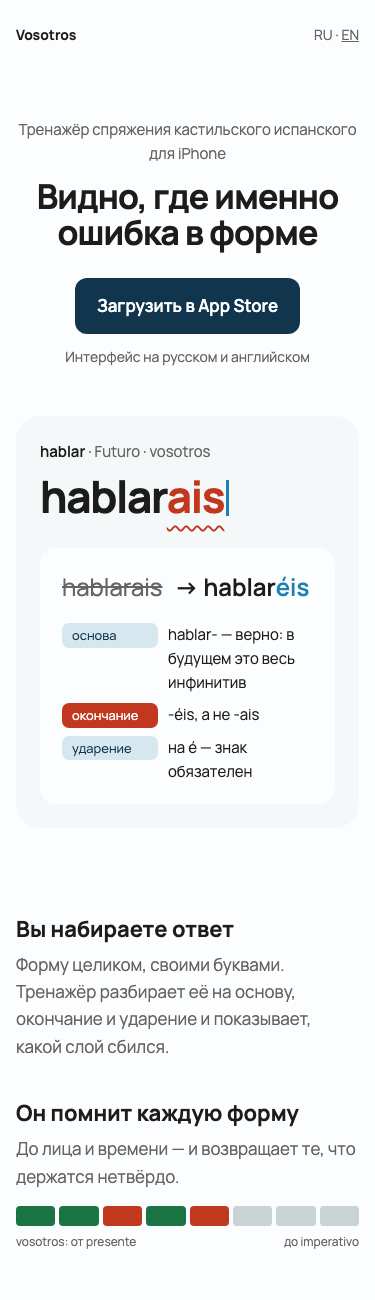 Vosotros
RU · EN
Тренажёр спряжения кастильского испанского
для iPhone
Видно, где именно
ошибка в форме
Загрузить в App Store
Интерфейс на русском и английском
hablar · Futuro · vosotros
hablarais
hablarais → hablaréis
основа
hablar- — верно: в
будущем это весь
инфинитив
окончание
-éis, а не -ais
ударение
на é — знак
обязателен
Вы набираете ответ
Форму целиком, своими буквами.
Тренажёр разбирает её на основу,
окончание и ударение и показывает,
какой слой сбился.
Он помнит каждую форму
До лица и времени — и возвращает те, что
держатся нетвёрдо.
vosotros: от presente
до imperativo